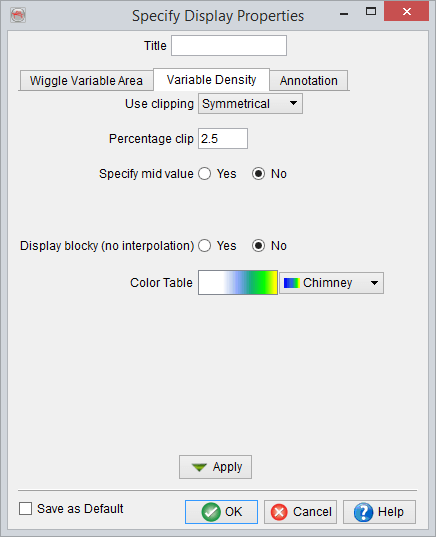 Specify Display Properties
Title
Wiggle Variable Area Variable Density Annotation
Use clipping Symmetrical
Percentage clip 2.5
Specify mid value Yes No
Display blocky (no interpolation) Yes No
Color Table Chimney
Apply
Save as Default OK Cancel Help